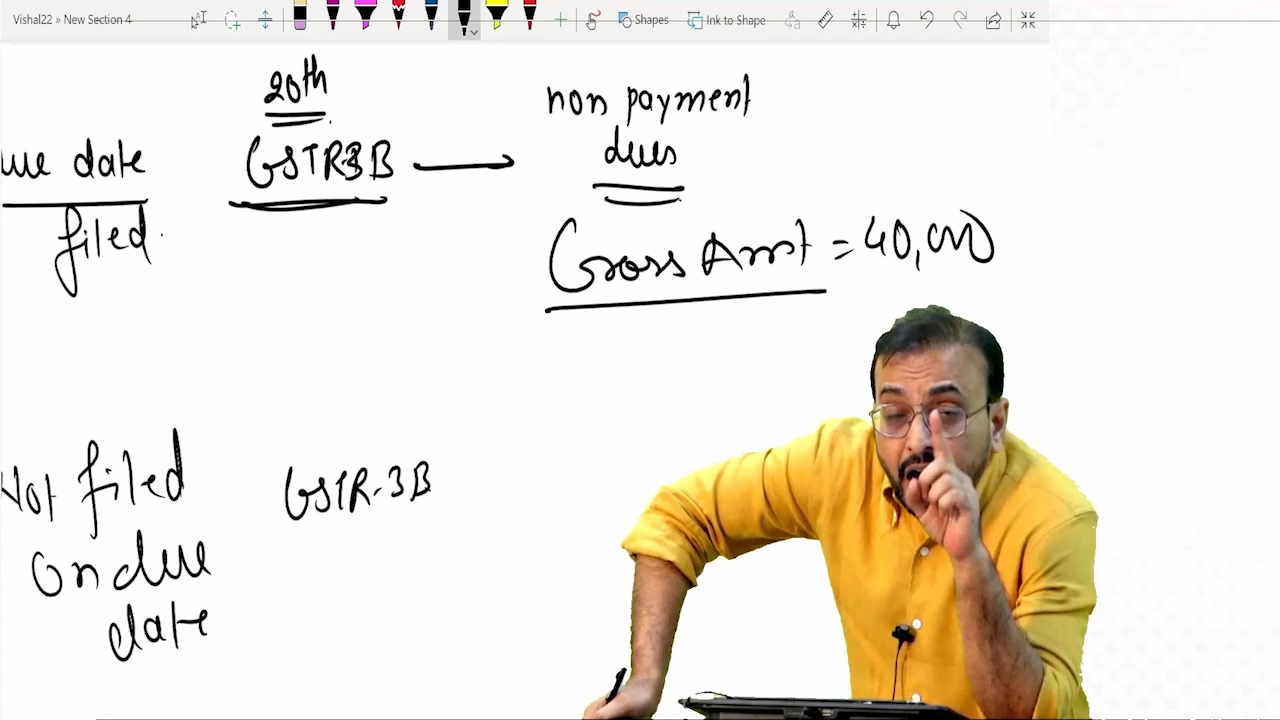 Vishal22 » New Section 4
Shapes
Ink to Shape
20th
non payment
ue date GSTR3B dues
filed.
Gross Amt = 40,000
Not filed GSTR-3B
on due
date